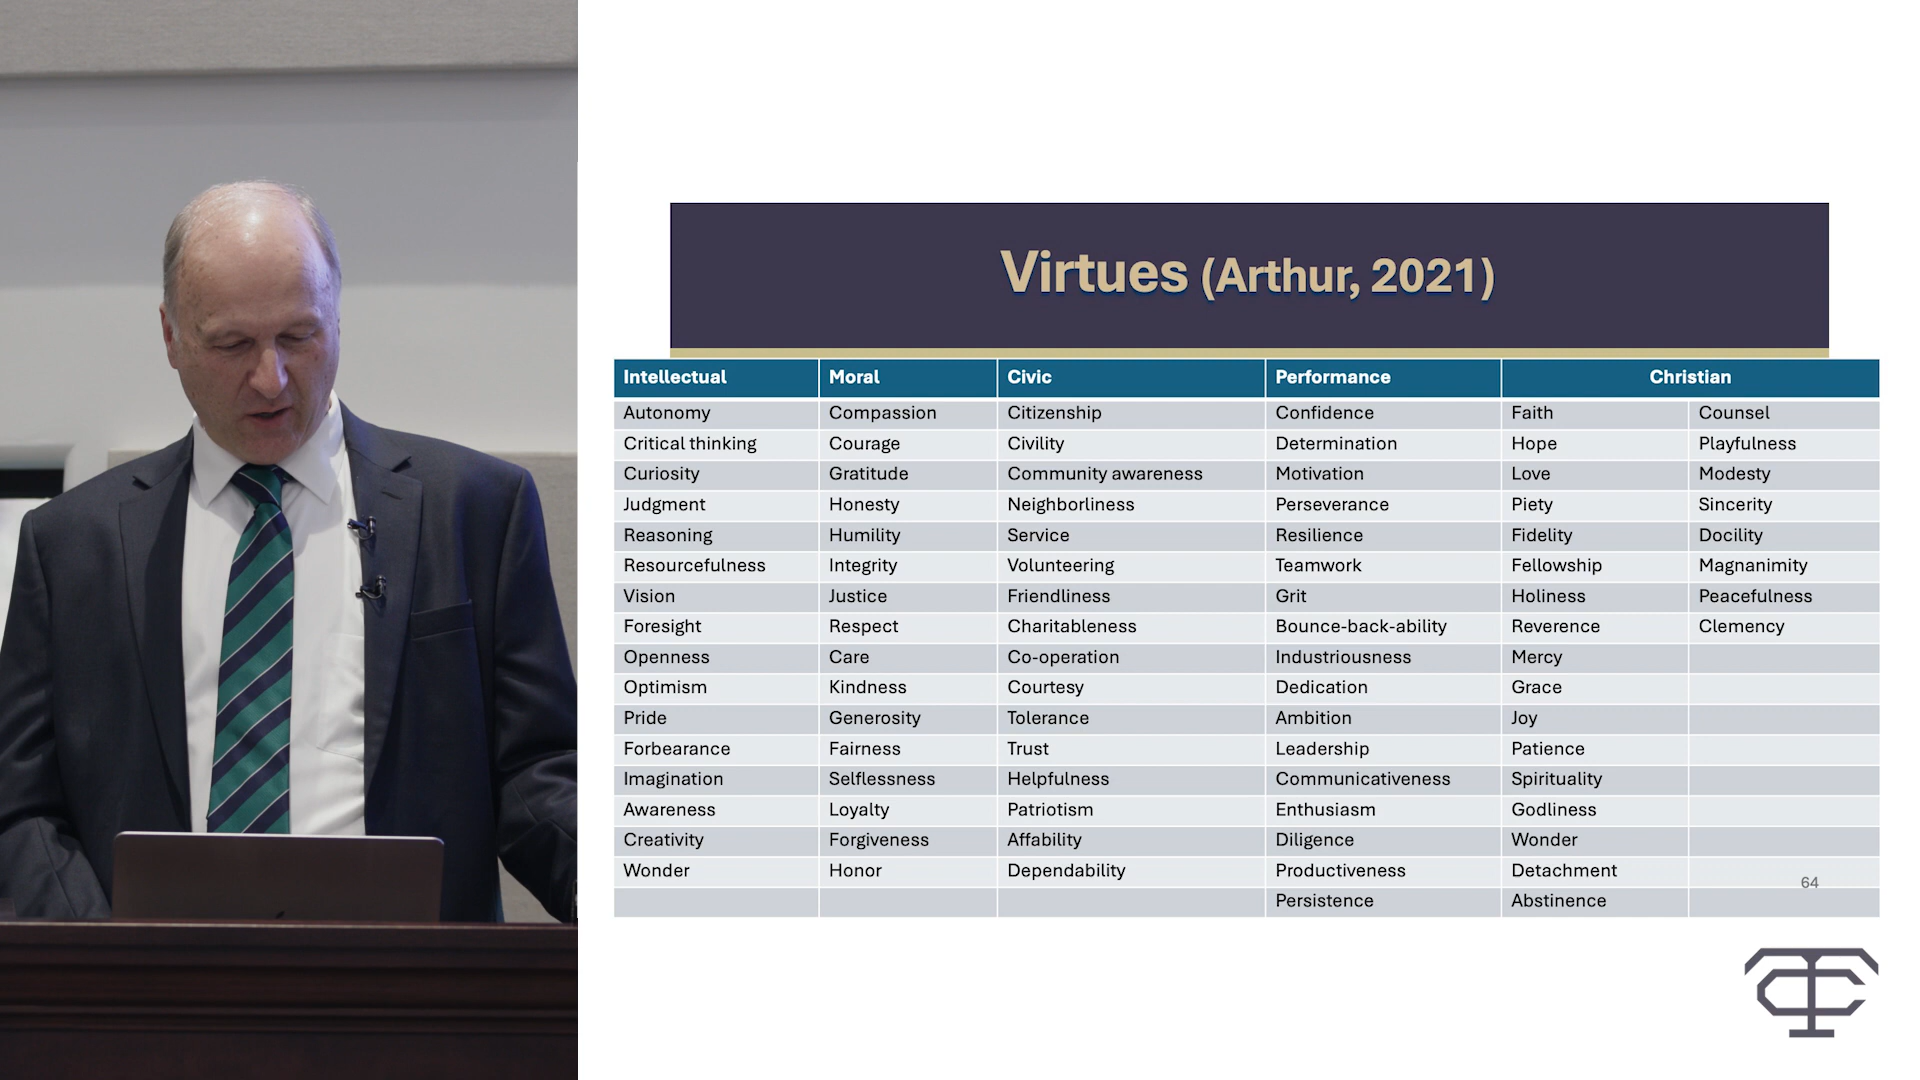 Virtues (Arthur, 2021)
Intellectual Moral Civic Performance Christian
Autonomy Compassion Citizenship Confidence Faith Counsel
Critical thinking Courage Civility Determination Hope Playfulness
Curiosity Gratitude Community awareness Motivation Love Modesty
Judgment Honesty Neighborliness Perseverance Piety Sincerity
Reasoning Humility Service Resilience Fidelity Docility
Resourcefulness Integrity Volunteering Teamwork Fellowship Magnanimity
Vision Justice Friendliness Grit Holiness Peacefulness
Foresight Respect Charitableness Bounce-back-ability Reverence Clemency
Openness Care Co-operation Industriousness Mercy
Optimism Kindness Courtesy Dedication Grace
Pride Generosity Tolerance Ambition Joy
Forbearance Fairness Trust Leadership Patience
Imagination Selflessness Helpfulness Communicativeness Spirituality
Awareness Loyalty Patriotism Enthusiasm Godliness
Creativity Forgiveness Affability Diligence Wonder
Wonder Honor Dependability Productiveness Detachment
64
Persistence Abstinence